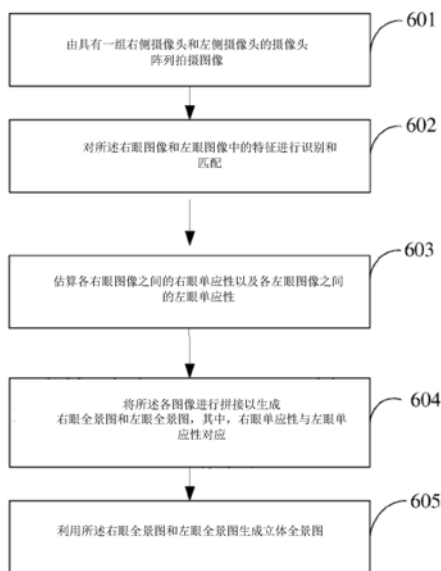 601
由具有一组右侧摄像头和左侧摄像头的摄像头
阵列拍摄图像
602
对所述右眼图像和左眼图像中的特征进行识别和
匹配
603
估算各右眼图像之间的右眼单应性以及各左眼图像之间
的左眼单应性
604
将所述各图像进行拼接以生成
右眼全景图和左眼全景图，其中，右眼单应性与左眼单
应性对应
605
利用所述右眼全景图和左眼全景图生成立体全景图